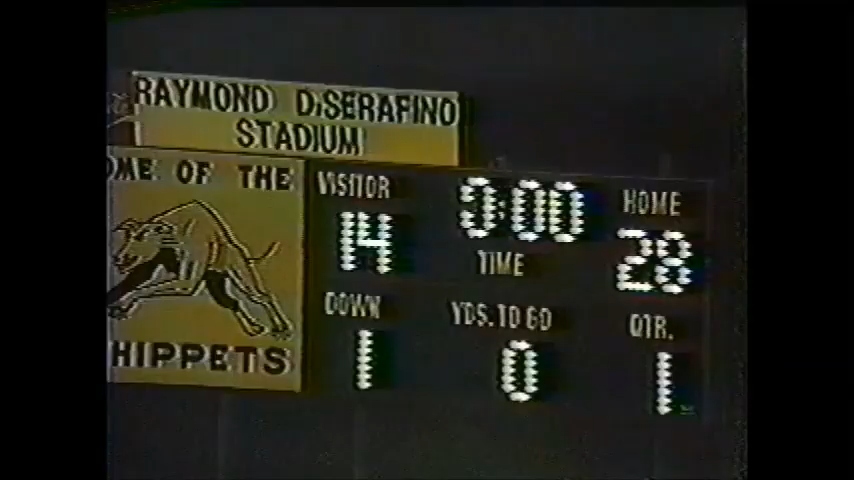 RAYMOND DiSERAFINO
STADIUM
OME OF THE
HIPPETS
VISITOR
14
0:00
TIME
HOME
28
DOWN
1
YDS. TO GO
0
QTR.
1